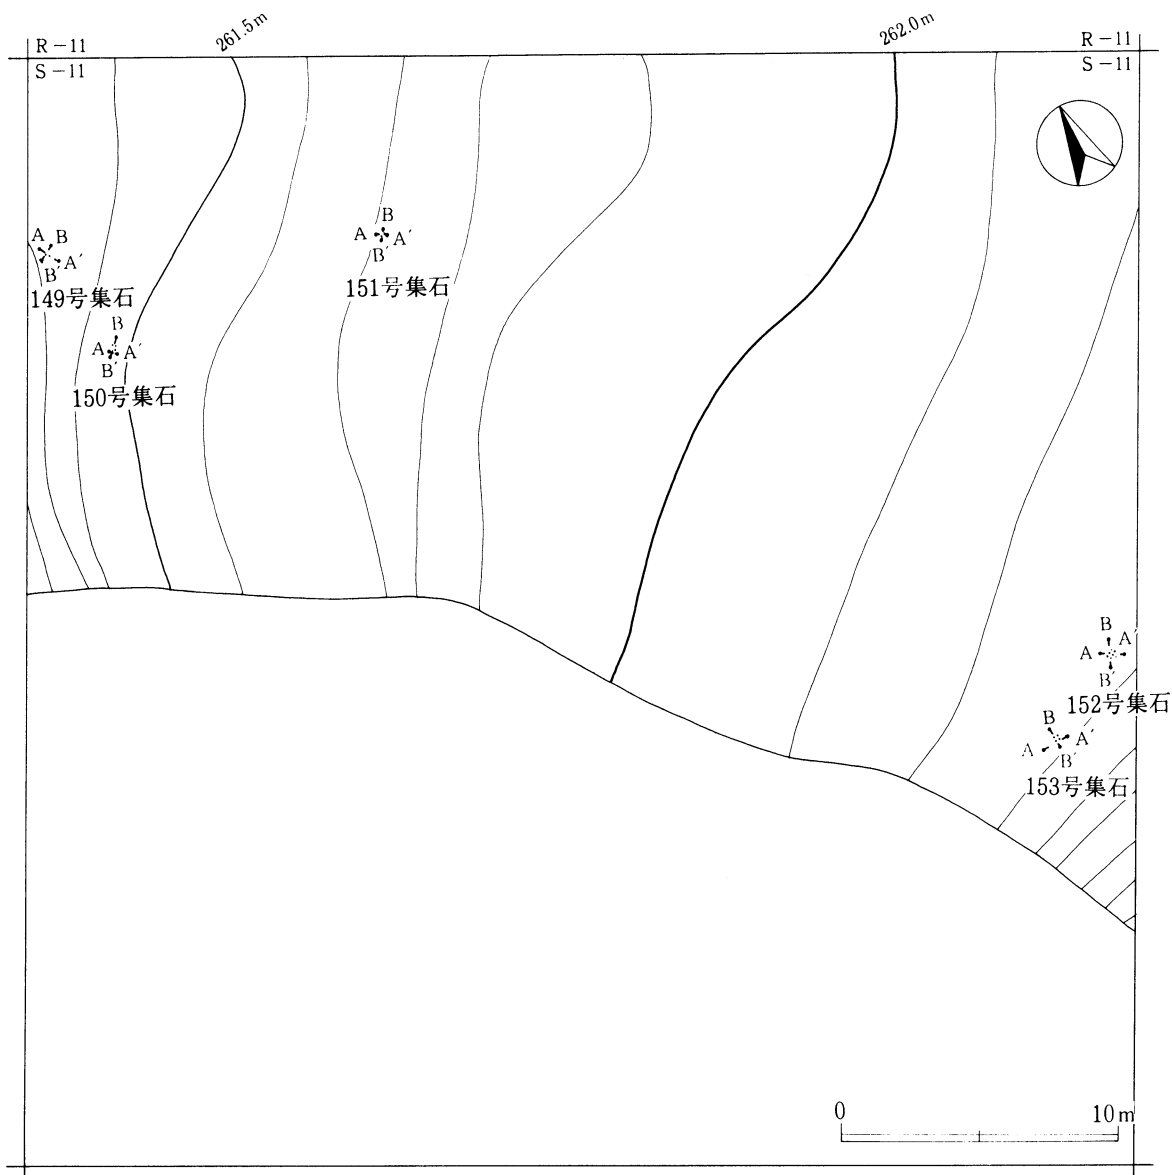 261.5m
262.0m
R-11
R-11
S-11
S-11
A B
B′ A′
149号集石
B
A A′
B′
150号集石
B
A A′
B′
151号集石
B
A A′
B′
152号集石
B
A A′
B′
153号集石
0 10m